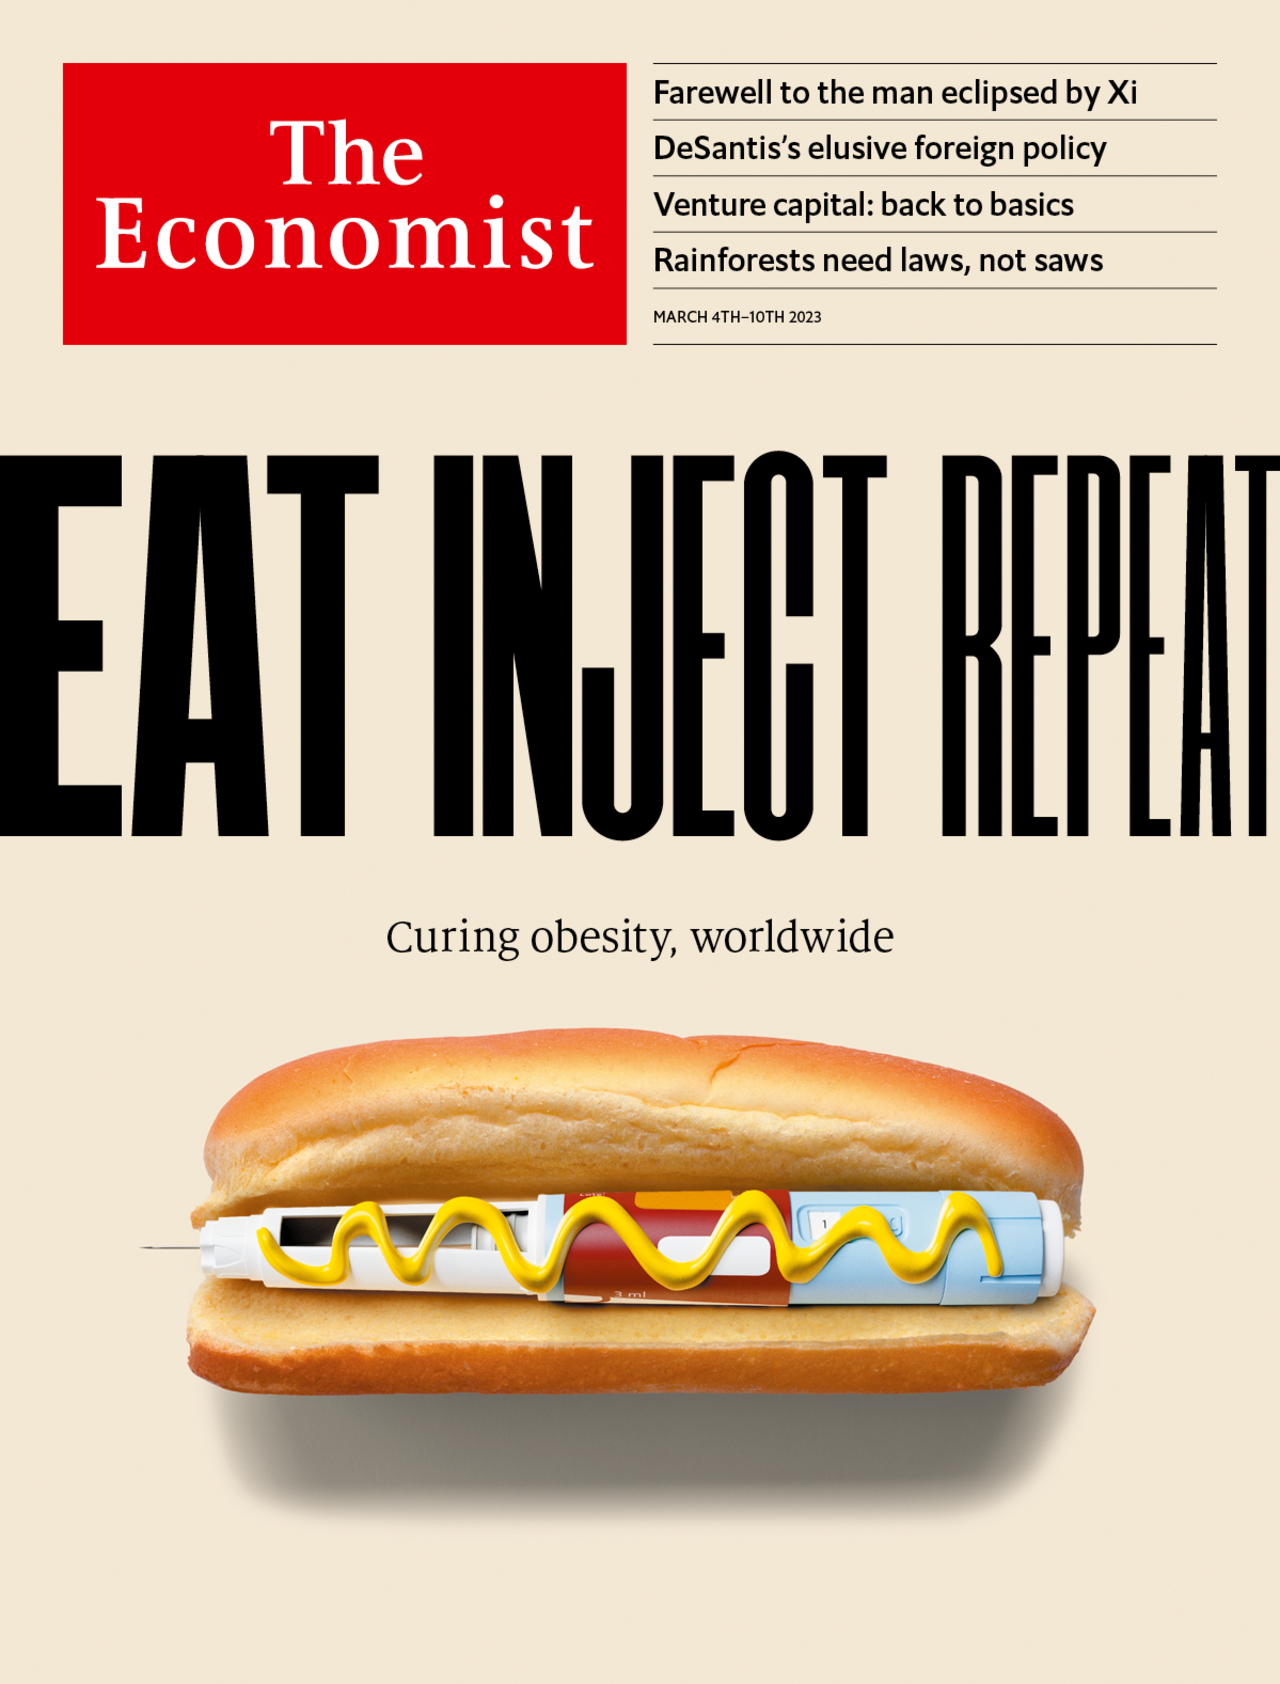 The
Economist
Farewell to the man eclipsed by Xi
DeSantis's elusive foreign policy
Venture capital: back to basics
Rainforests need laws, not saws
MARCH 4TH–10TH 2023
EAT INJECT REPEAT
Curing obesity, worldwide
1
3 ml